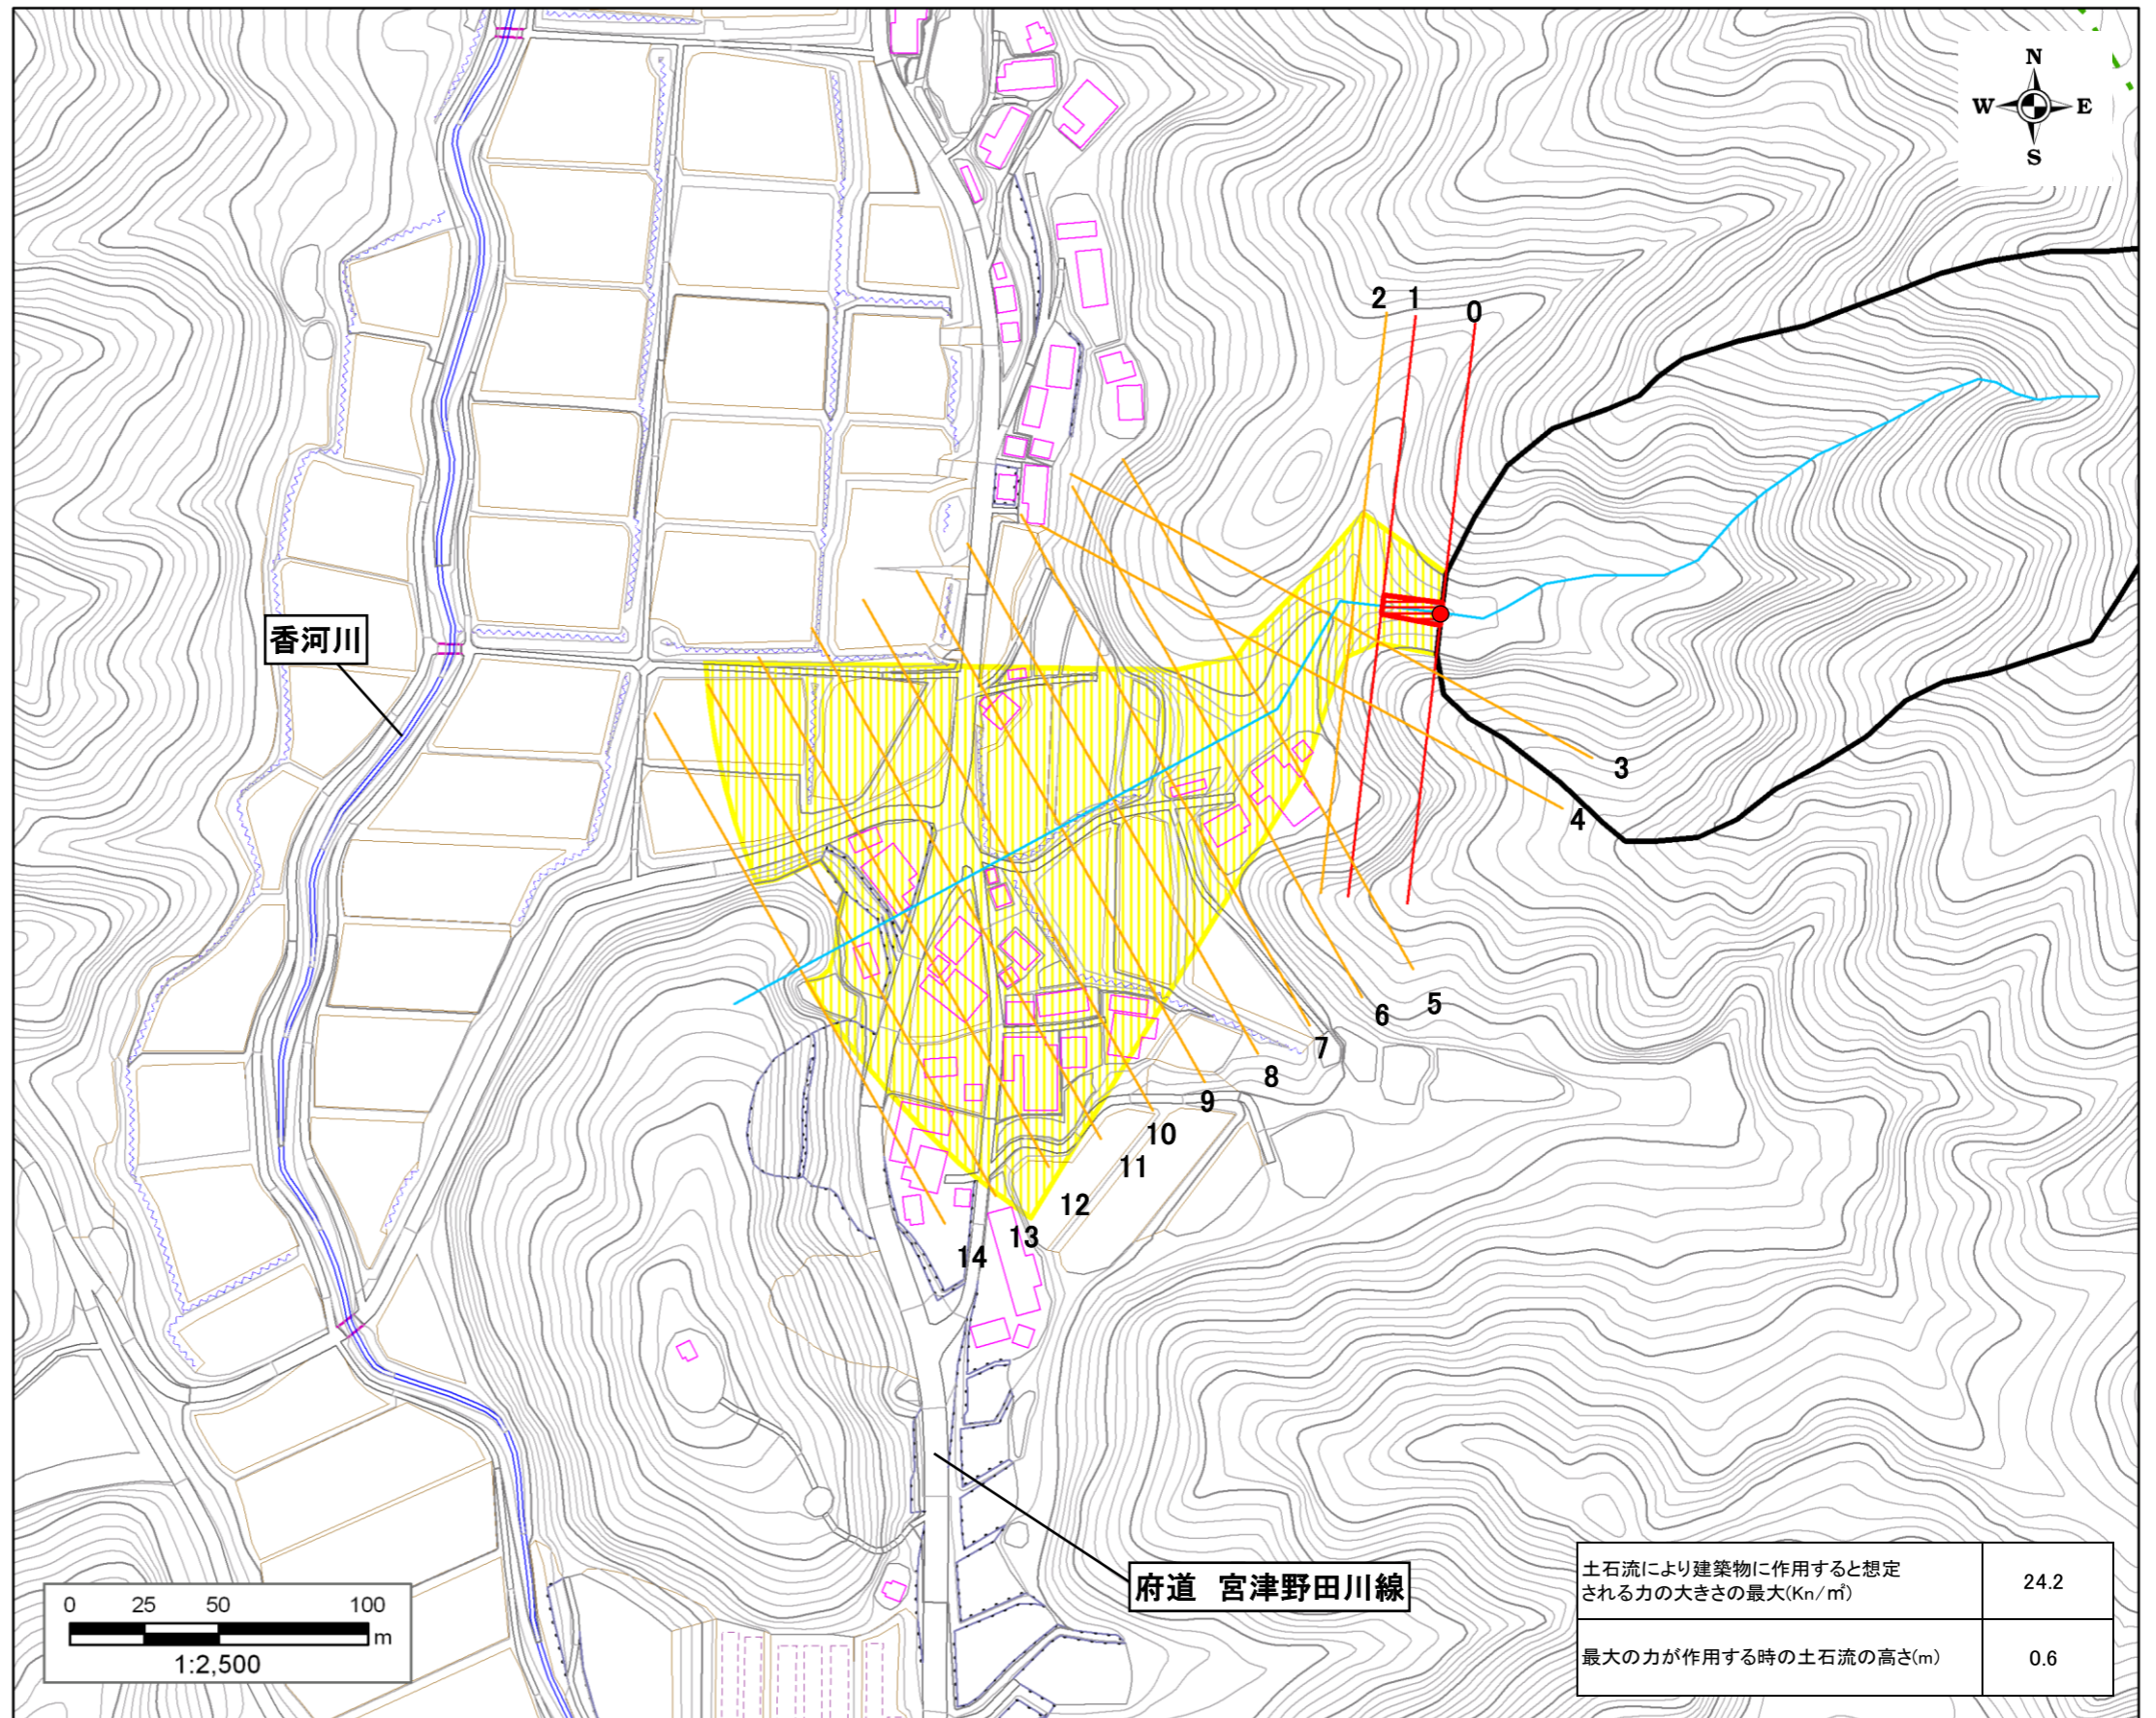 N
W E
S
2 1 0
香河川
3
4
5
6
7
8
9
10
11
12
13
14
府道 宮津野田川線
0 25 50 100
m
1:2,500
土石流により建築物に作用すると想定
される力の大きさの最大(Kn/㎡)
24.2
最大の力が作用する時の土石流の高さ(m)
0.6